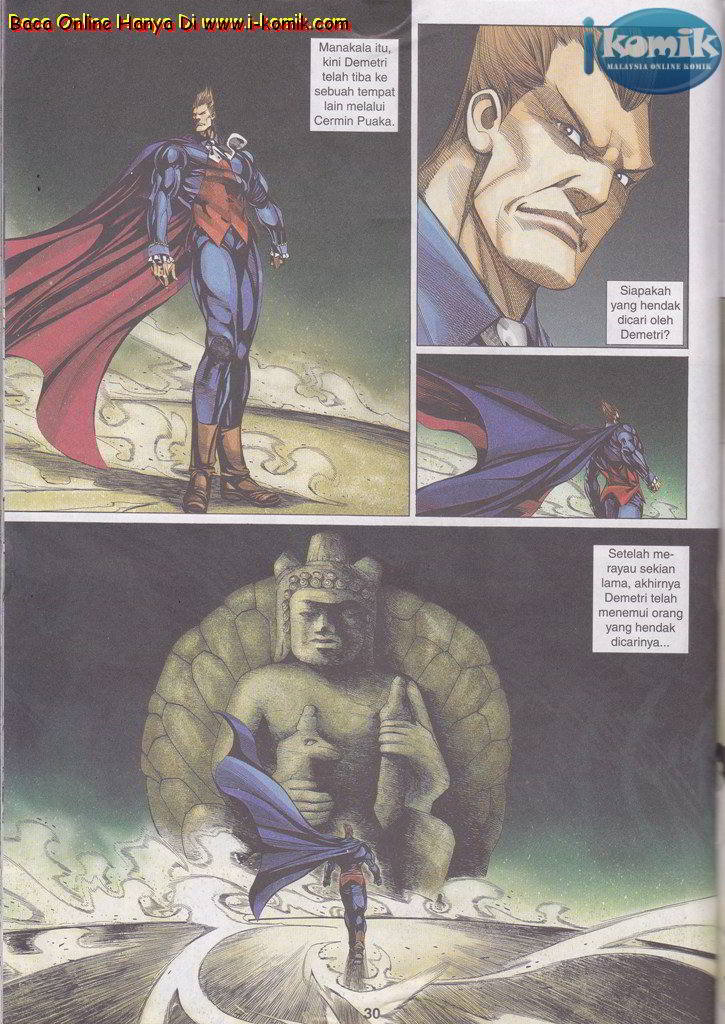 Baca Online Hanya Di www.i-komik.com
ikomik
MALAYSIA ONLINE KOMIK
Manakala itu,
kini Demetri
telah tiba ke
sebuah tempat
lain melalui
Cermin Puaka.
Siapakah
yang hendak
dicari oleh
Demetri?
Setelah me-
rayau sekian
lama, akhirnya
Demetri telah
menemui orang
yang hendak
dicarinya...
30